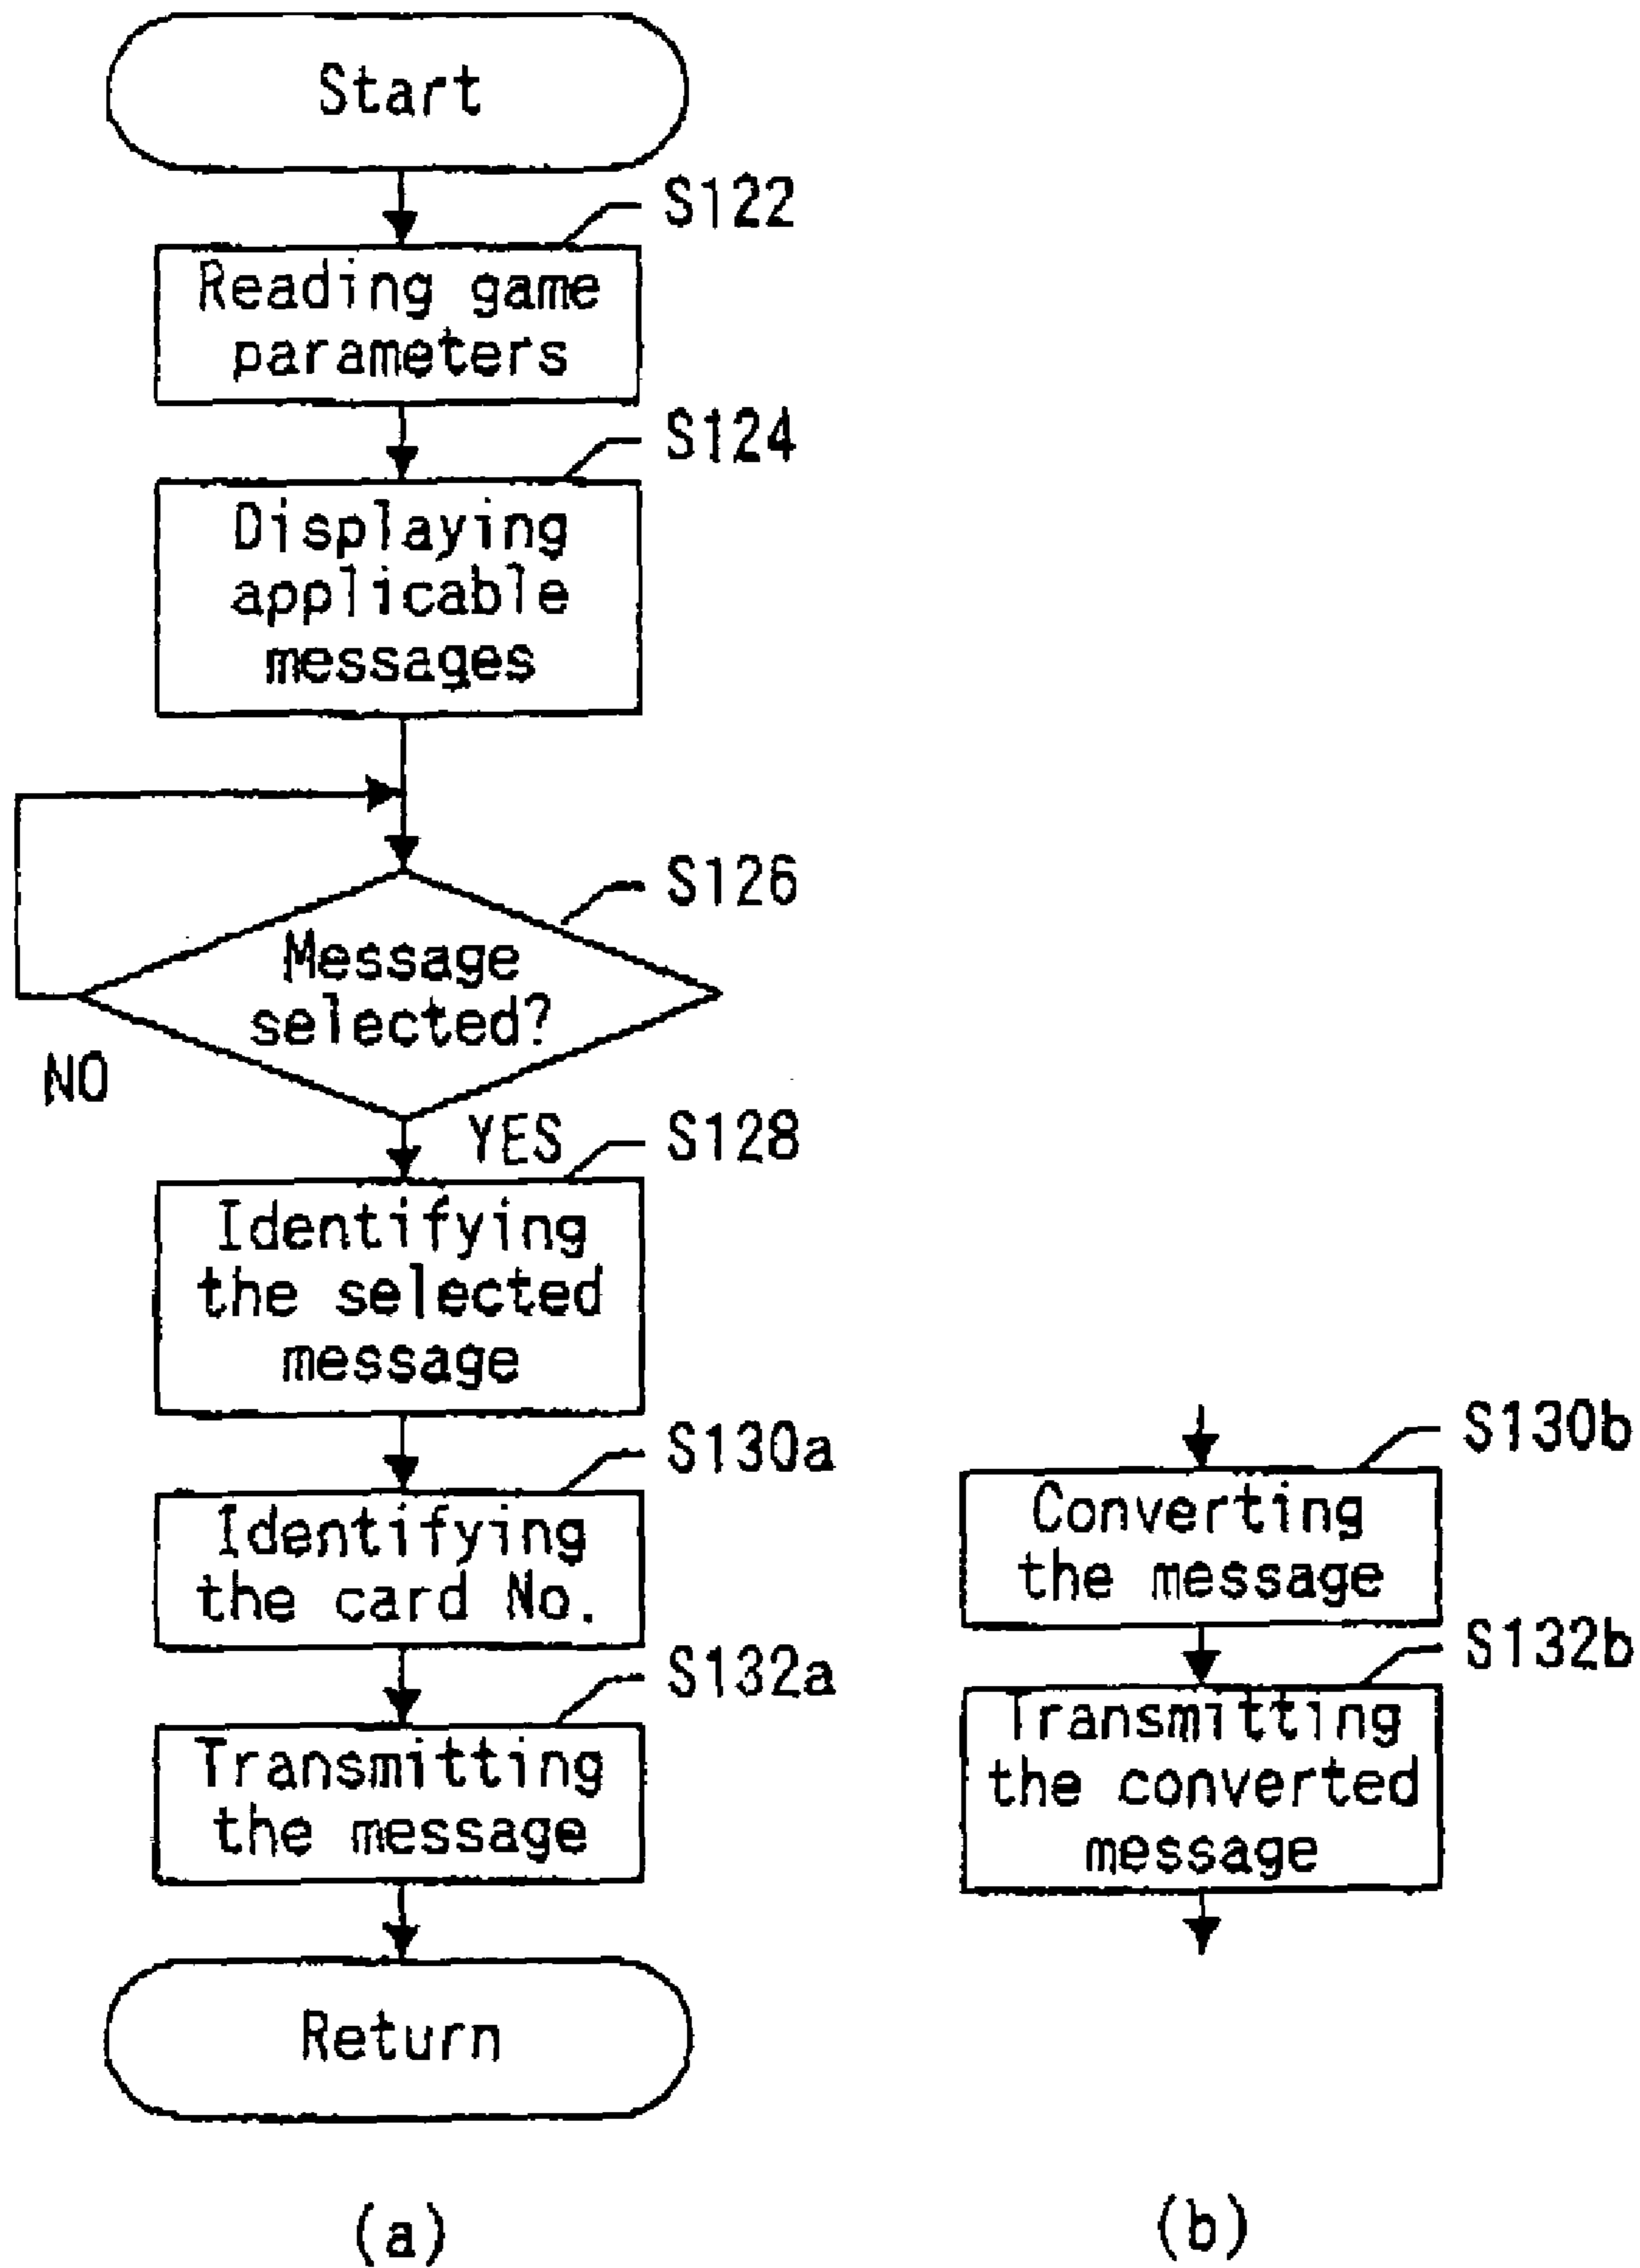 Start
S122
Reading game
parameters
S124
Displaying
applicable
messages
S126
Message
selected?
NO
YES
S128
Identifying
the selected
message
S130a
Identifying
the card No.
S132a
Transmitting
the message
Return
(a)
S130b
Converting
the message
S132b
Transmitting
the converted
message
(b)